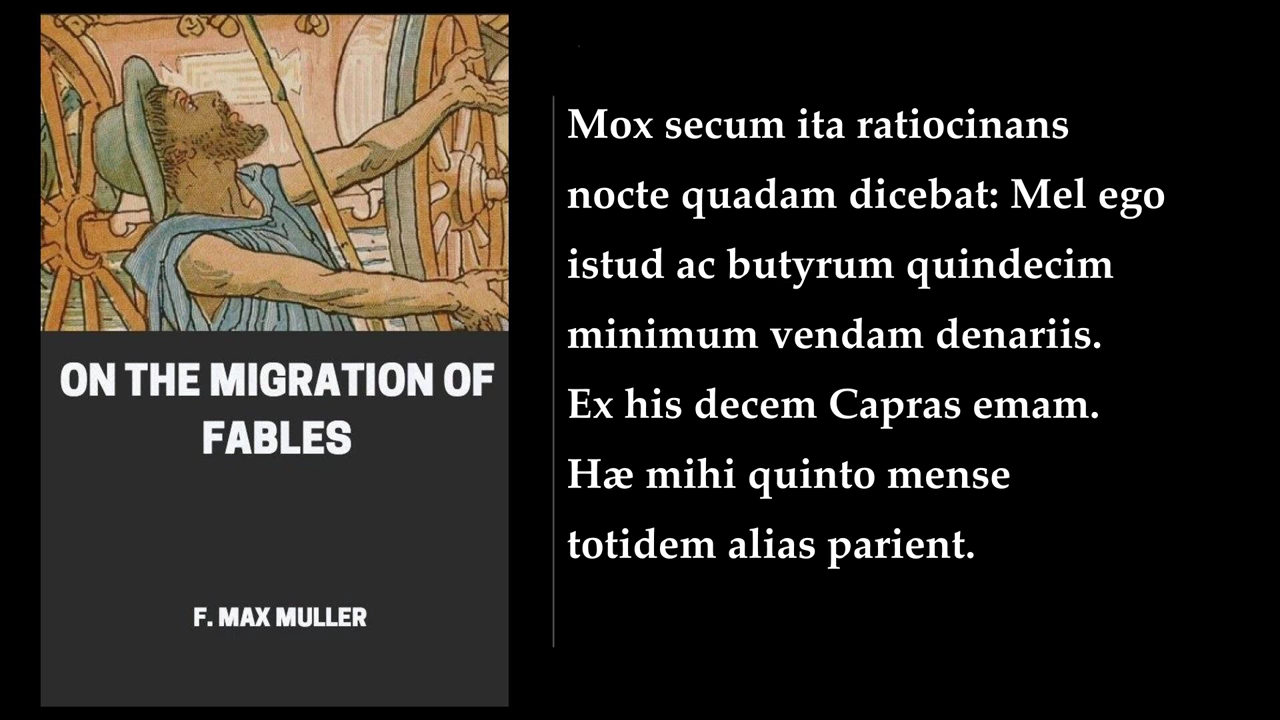 ON THE MIGRATION OF
FABLES
F. MAX MULLER
Mox secum ita ratiocinans
nocte quadam dicebat: Mel ego
istud ac butyrum quindecim
minimum vendam denariis.
Ex his decem Capras emam.
Hæ mihi quinto mense
totidem alias parient.